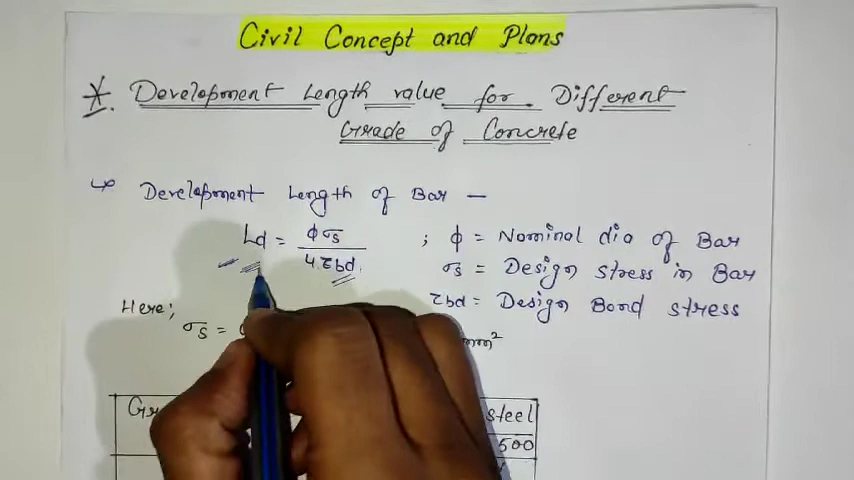 Civil Concept and Plans
*. Development Length value for Different
Grade of Concrete
↪ Development Length of Bar —
Ld = ϕσs / 4τbd ; ϕ = Nominal dia of Bar
σs = Design stress in Bar
τbd = Design Bond stress
Here;
σs = mm²
steel
500